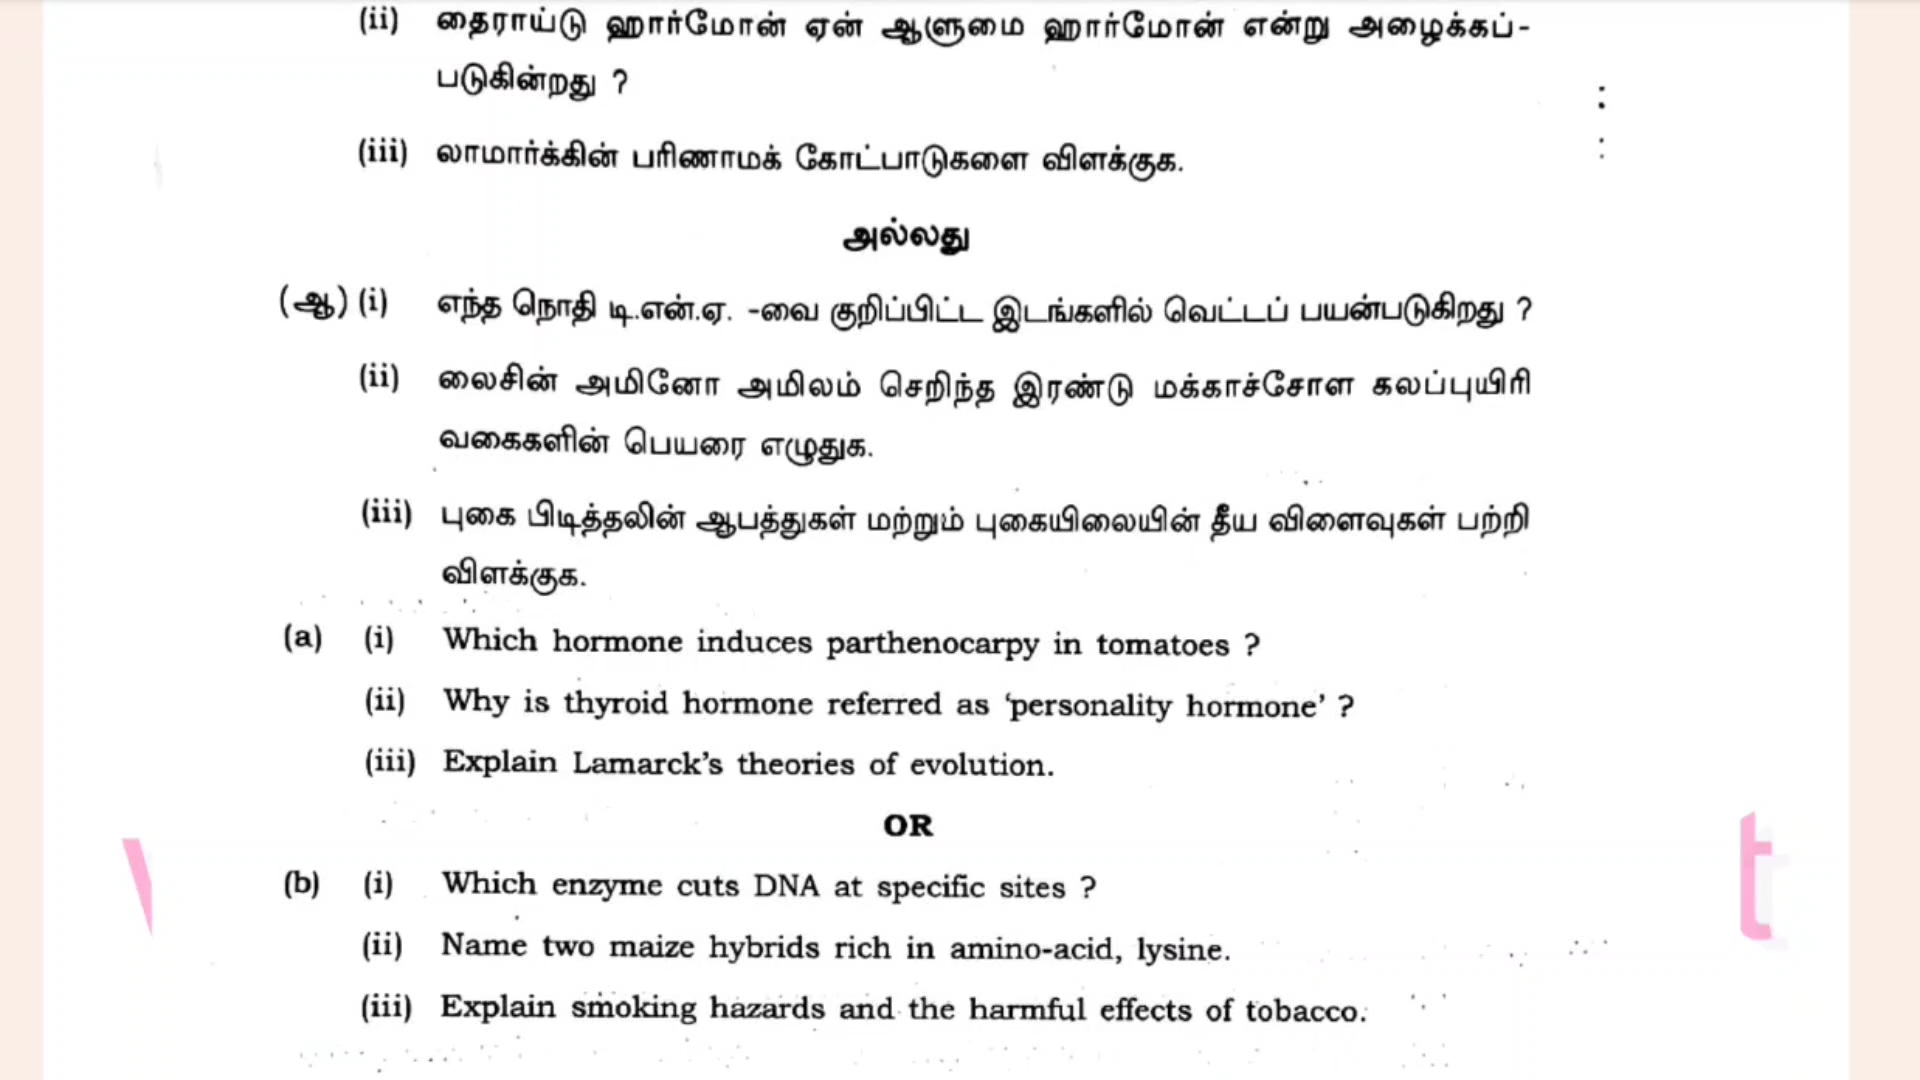 (ii) தைராய்டு ஹார்மோன் ஏன் ஆளுமை ஹார்மோன் என்று அழைக்கப்-
படுகின்றது ?
(iii) லாமார்க்கின் பரிணாமக் கோட்பாடுகளை விளக்குக.
அல்லது
(ஆ) (i) எந்த நொதி டி.என்.ஏ. -வை குறிப்பிட்ட இடங்களில் வெட்டப் பயன்படுகிறது ?
(ii) லைசின் அமினோ அமிலம் செறிந்த இரண்டு மக்காச்சோள கலப்புயிரி
வகைகளின் பெயரை எழுதுக.
(iii) புகை பிடித்தலின் ஆபத்துகள் மற்றும் புகையிலையின் தீய விளைவுகள் பற்றி
விளக்குக.
(a) (i) Which hormone induces parthenocarpy in tomatoes ?
(ii) Why is thyroid hormone referred as ‘personality hormone’ ?
(iii) Explain Lamarck’s theories of evolution.
OR
(b) (i) Which enzyme cuts DNA at specific sites ?
(ii) Name two maize hybrids rich in amino-acid, lysine.
(iii) Explain smoking hazards and the harmful effects of tobacco.